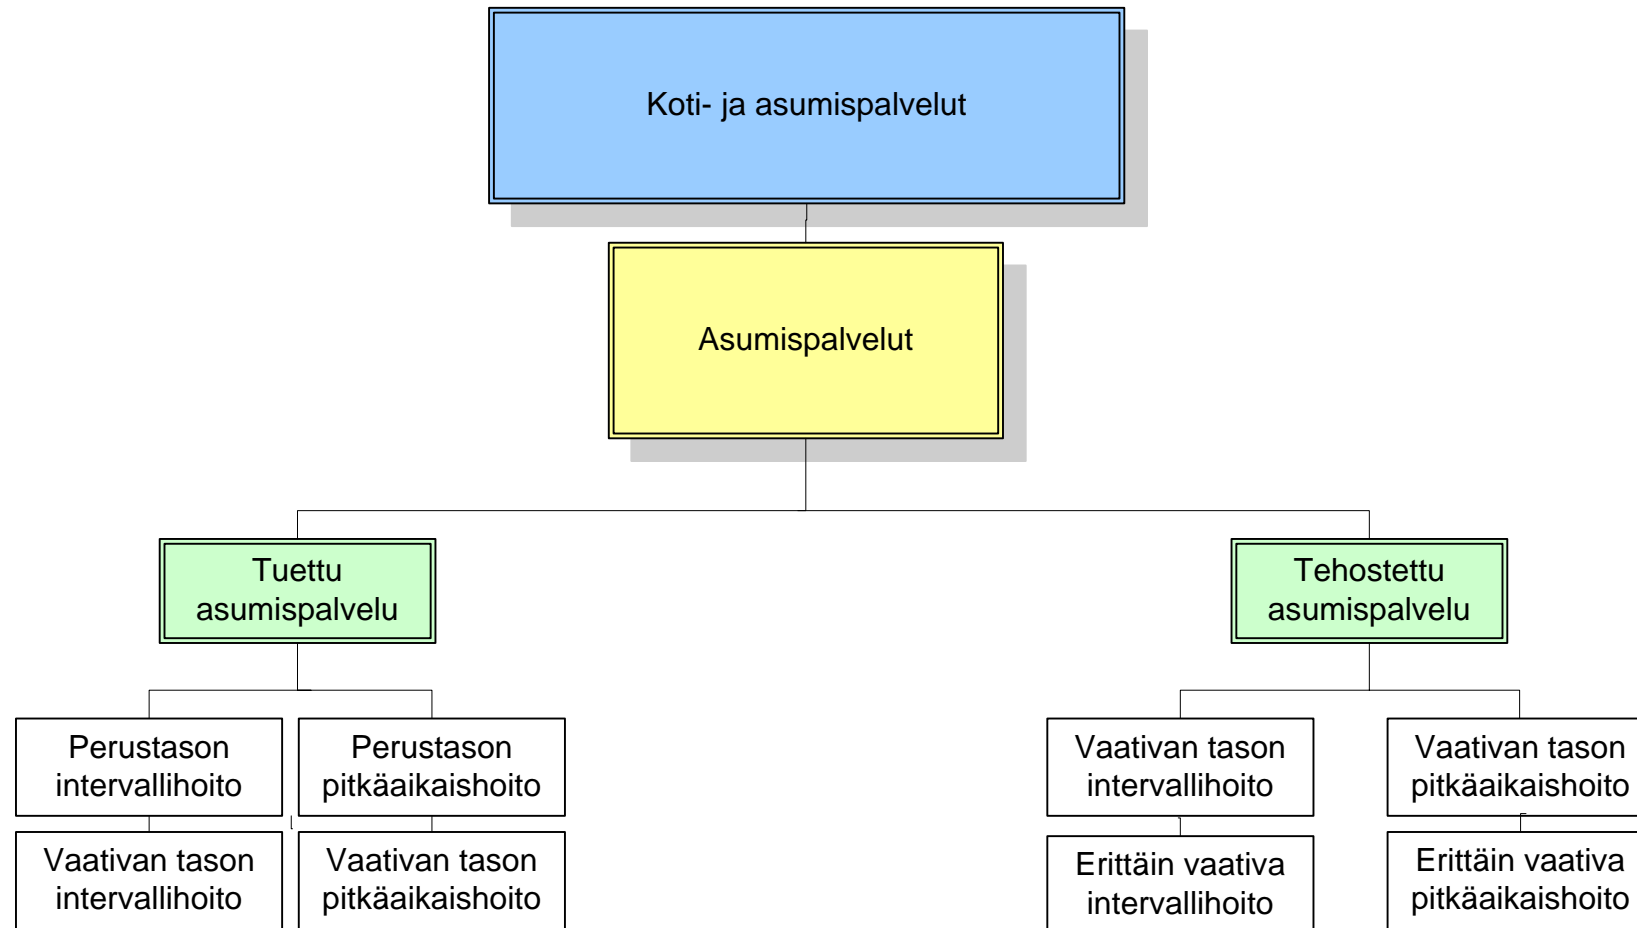 Koti- ja asumispalvelut
Asumispalvelut
Tuettu
asumispalvelu
Tehostettu
asumispalvelu
Perustason
intervallihoito
Perustason
pitkäaikaishoito
Vaativan tason
intervallihoito
Vaativan tason
pitkäaikaishoito
Vaativan tason
intervallihoito
Vaativan tason
pitkäaikaishoito
Erittäin vaativa
intervallihoito
Erittäin vaativa
pitkäaikaishoito